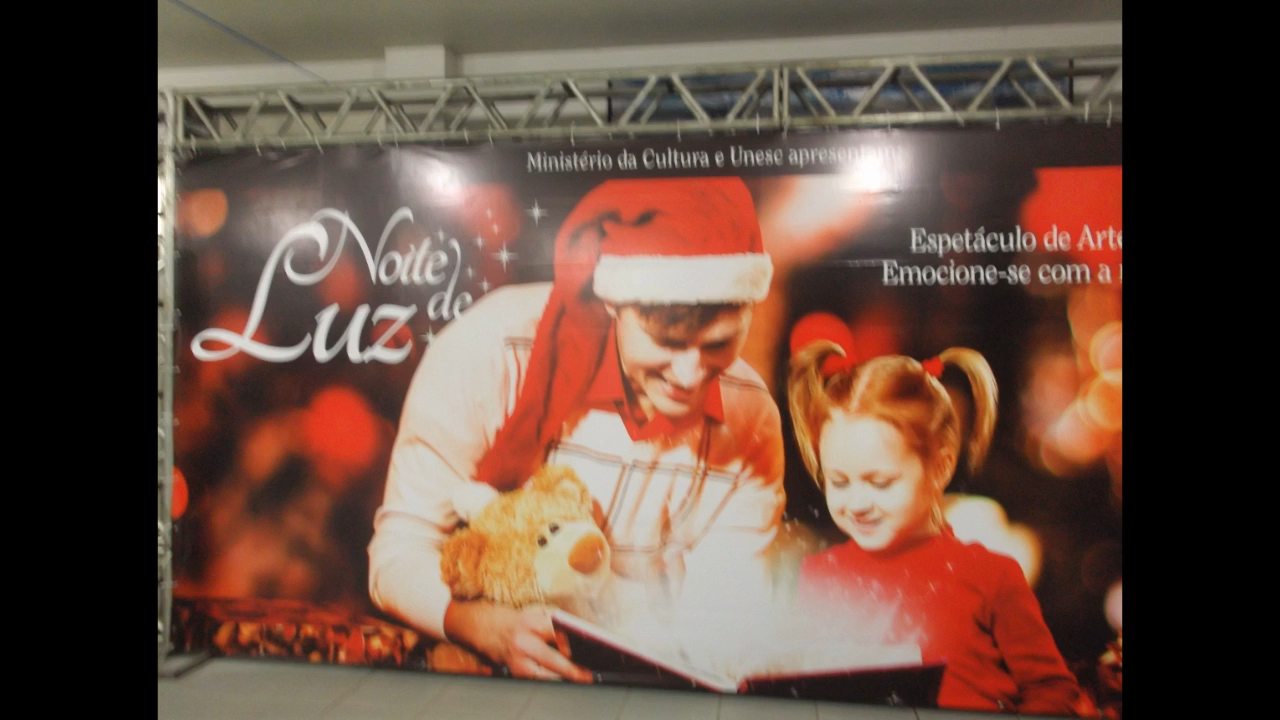 Ministério da Cultura e Unesc apresentam:
Noite de
Luz
Espetáculo de Arte
Emocione-se com a